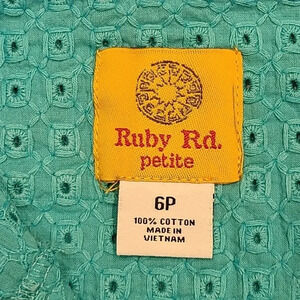 Ruby Rd.
petite
6P
100% COTTON
MADE IN
VIETNAM